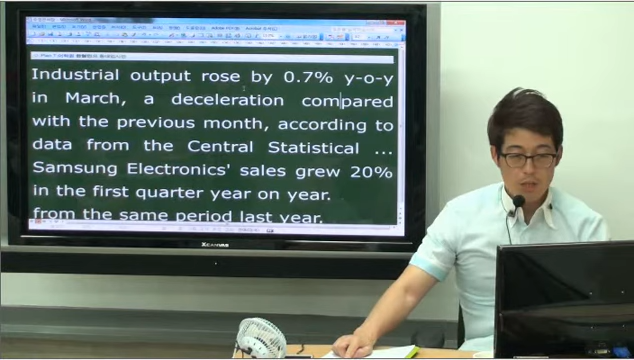 Industrial output rose by 0.7% y-o-y
in March, a deceleration compared
with the previous month, according to
data from the Central Statistical ...
Samsung Electronics' sales grew 20%
in the first quarter year on year.
from the same period last year.
XCANVAS